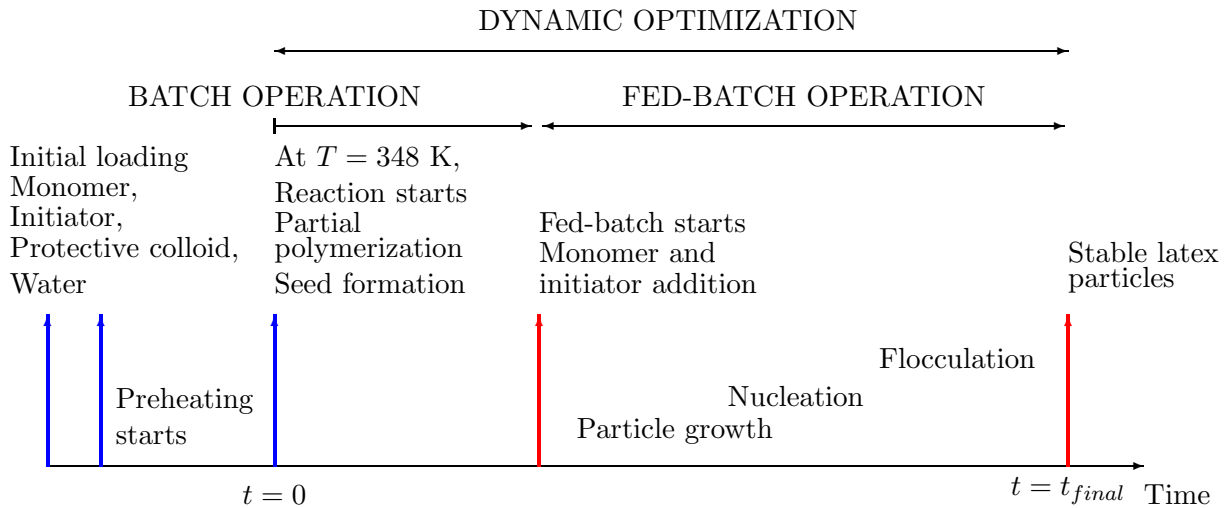 DYNAMIC OPTIMIZATION
BATCH OPERATION
FED-BATCH OPERATION
Initial loading
Monomer,
Initiator,
Protective colloid,
Water
At T = 348 K,
Reaction starts
Partial
polymerization
Seed formation
Fed-batch starts
Monomer and
initiator addition
Stable latex
particles
Preheating
starts
Flocculation
Nucleation
Particle growth
t = 0
t = t_{final}
Time